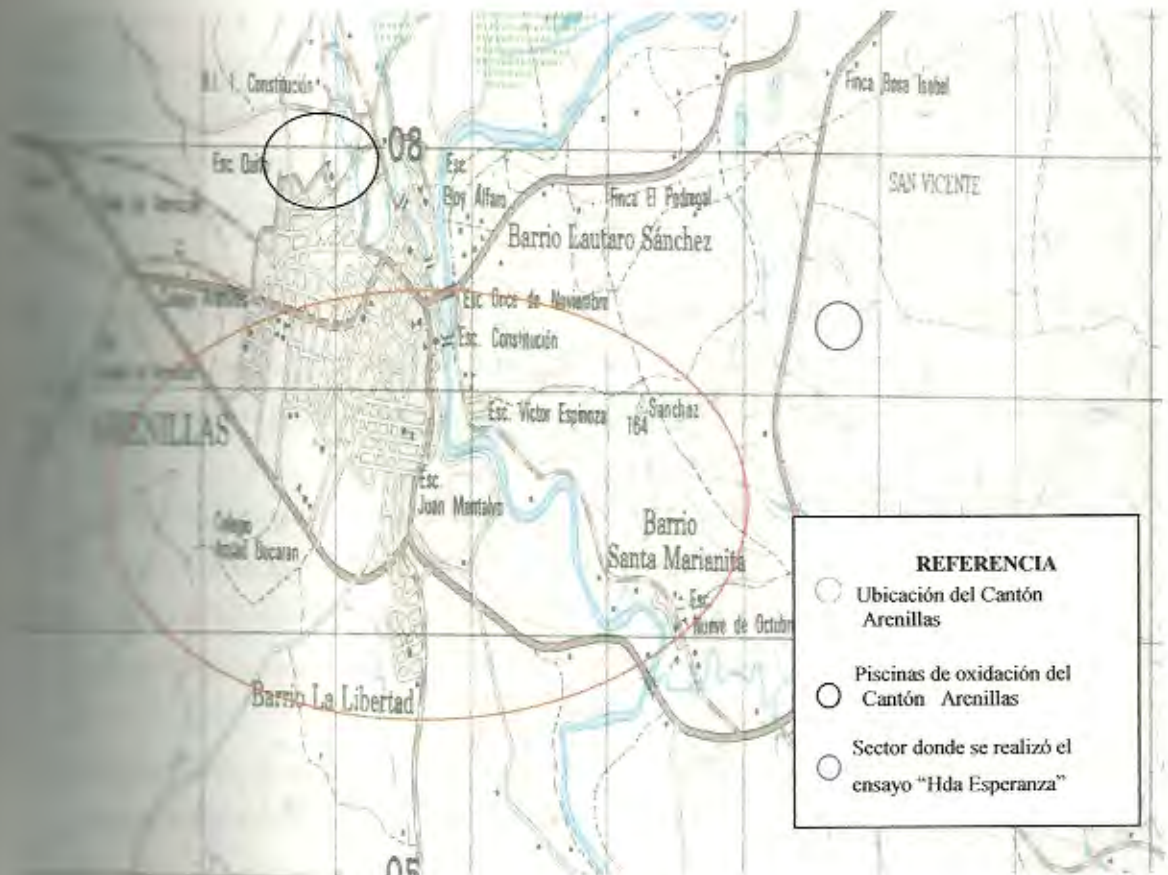 Constitución
Finca Rosa Isabel
08
Esc.
Esc
Eloy Alfaro
Finca El Pedregal
SAN VICENTE
Barrio Lautaro Sánchez
Esc Once de Noviembre
Esc. Constitución
Esc. Victor Espinoza
Sanchez
164
ARENILLAS
Esc.
Juan Montalvo
Colegio
Barrio
Santa Marianita
Esc.
Nueve de Octubre
Barrio La Libertad
05
REFERENCIA
Ubicación del Cantón
Arenillas
Piscinas de oxidación del
Cantón Arenillas
Sector donde se realizó el
ensayo “Hda Esperanza”